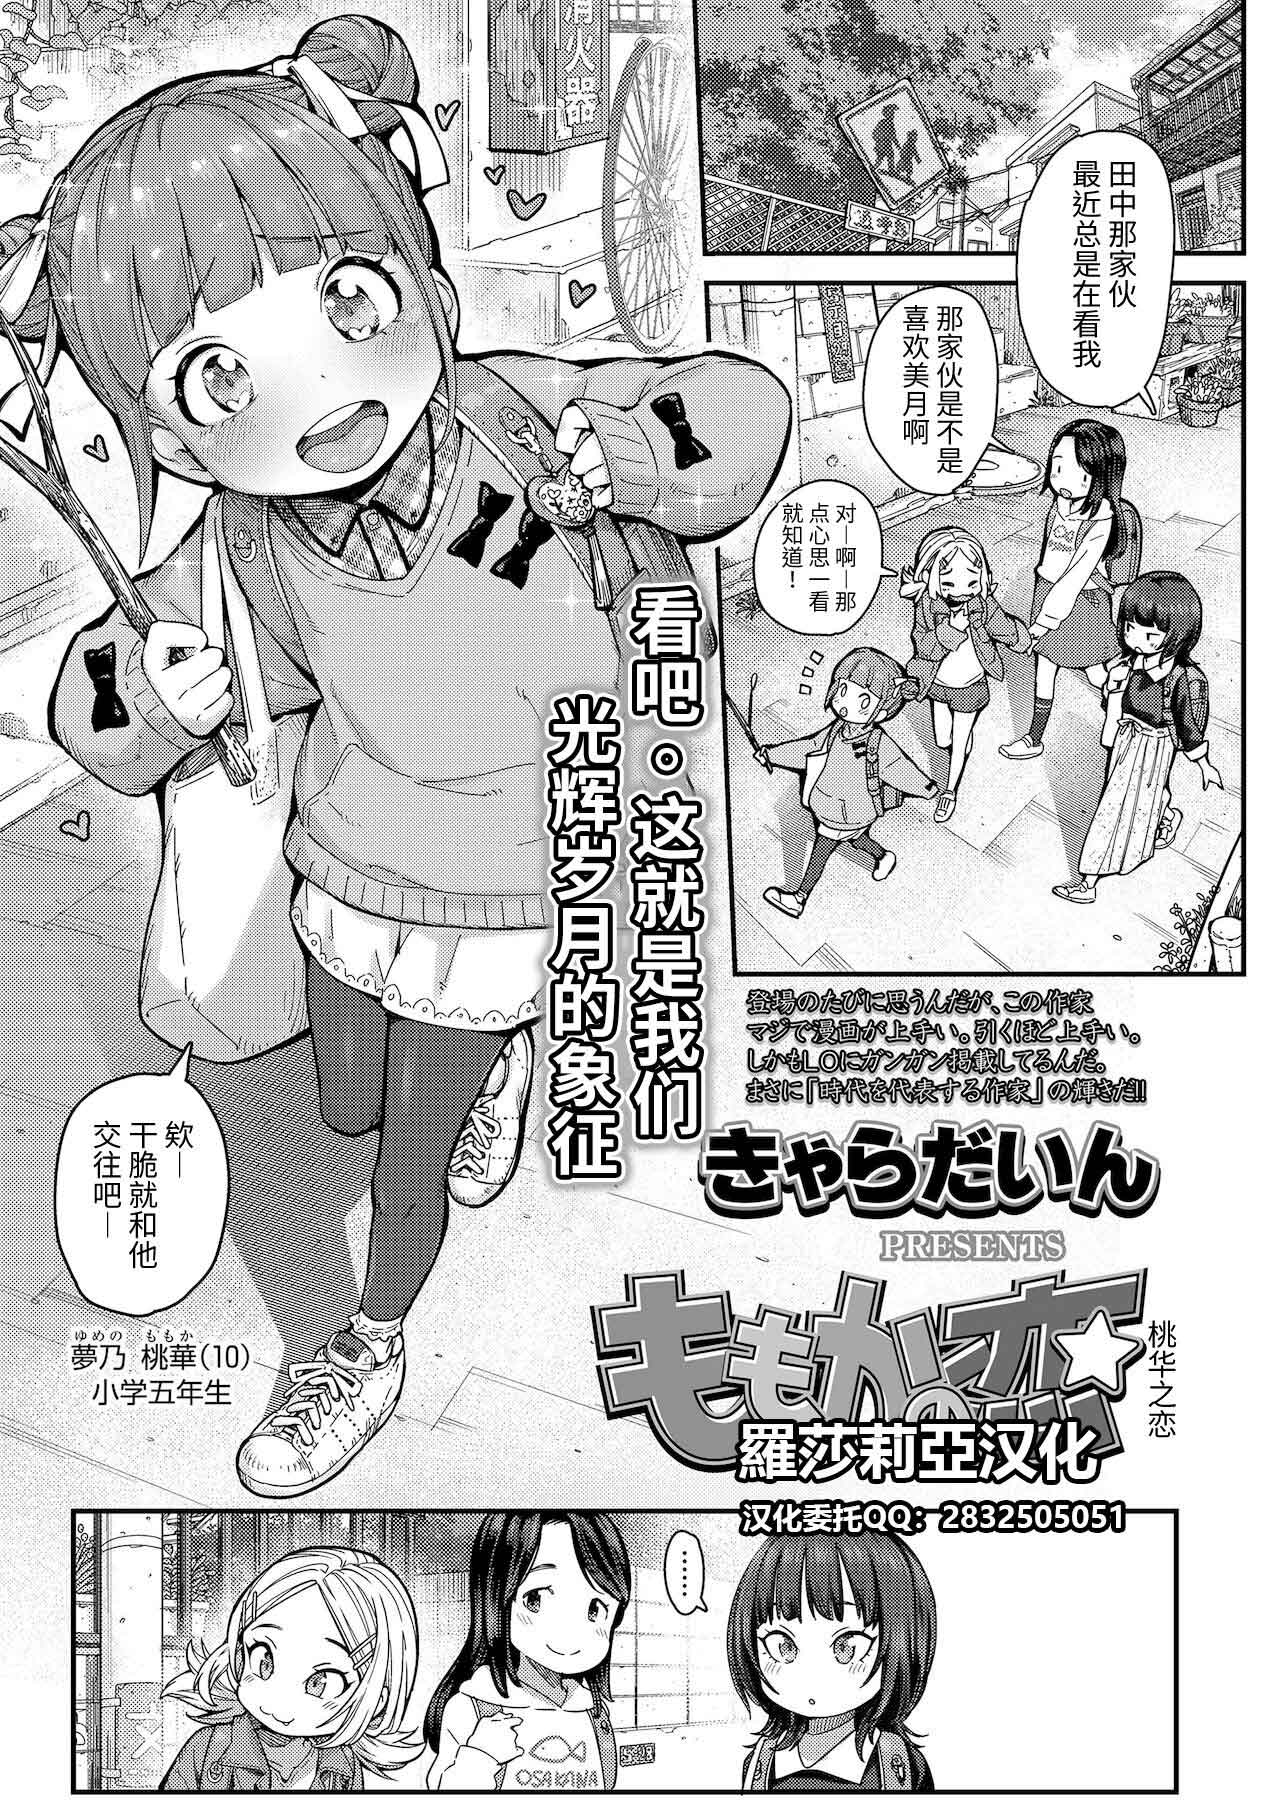 消火器
田中那家伙
最近总是在看我
那家伙是不是
喜欢美月啊
对—啊—那
点心思一看
就知道！
看吧。这就是我们
光辉岁月的象征
登場のたびに思うんだが、この作家
マジで漫画が上手い。引くほど上手い。
しかもLOにガンガン掲載してるんだ。
まさに「時代を代表する作家」の輝きだ!!
きゃらだいん
PRESENTS
ももかの恋
桃华之恋
羅莎莉亞汉化
汉化委托QQ：2832505051
欸—
干脆就和他
交往吧—
ゆめの ももか
夢乃 桃華(10)
小学五年生
………
OSAKANA